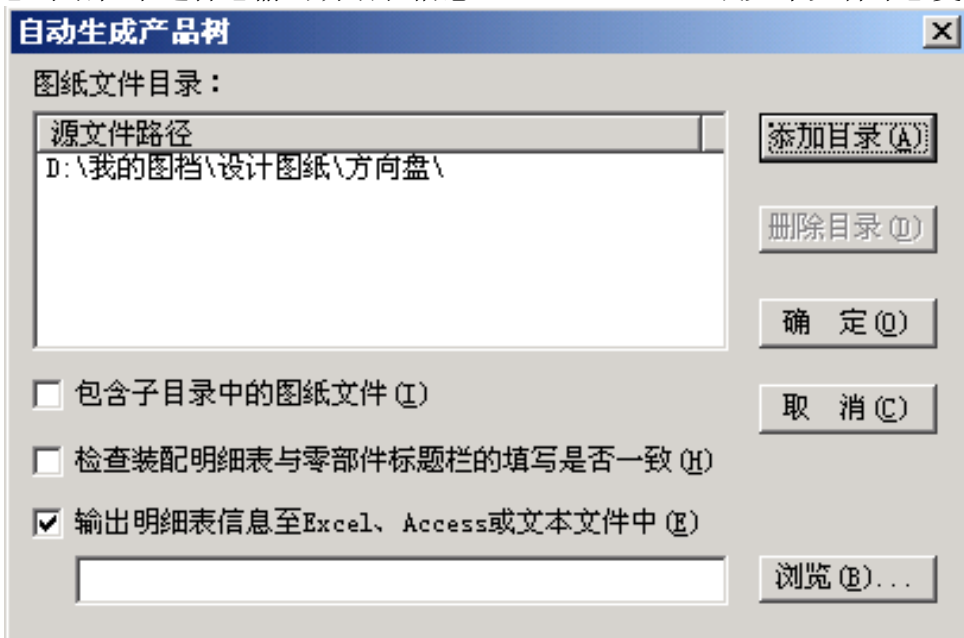 自动生成产品树
图纸文件目录：
源文件路径
添加目录(A)
D:\我的图档\设计图纸\方向盘\
删除目录(D)
确 定(O)
包含子目录中的图纸文件(I)
取 消(C)
检查装配明细表与零部件标题栏的填写是否一致(H)
输出明细表信息至Excel、Access或文本文件中(E)
浏览(B)...